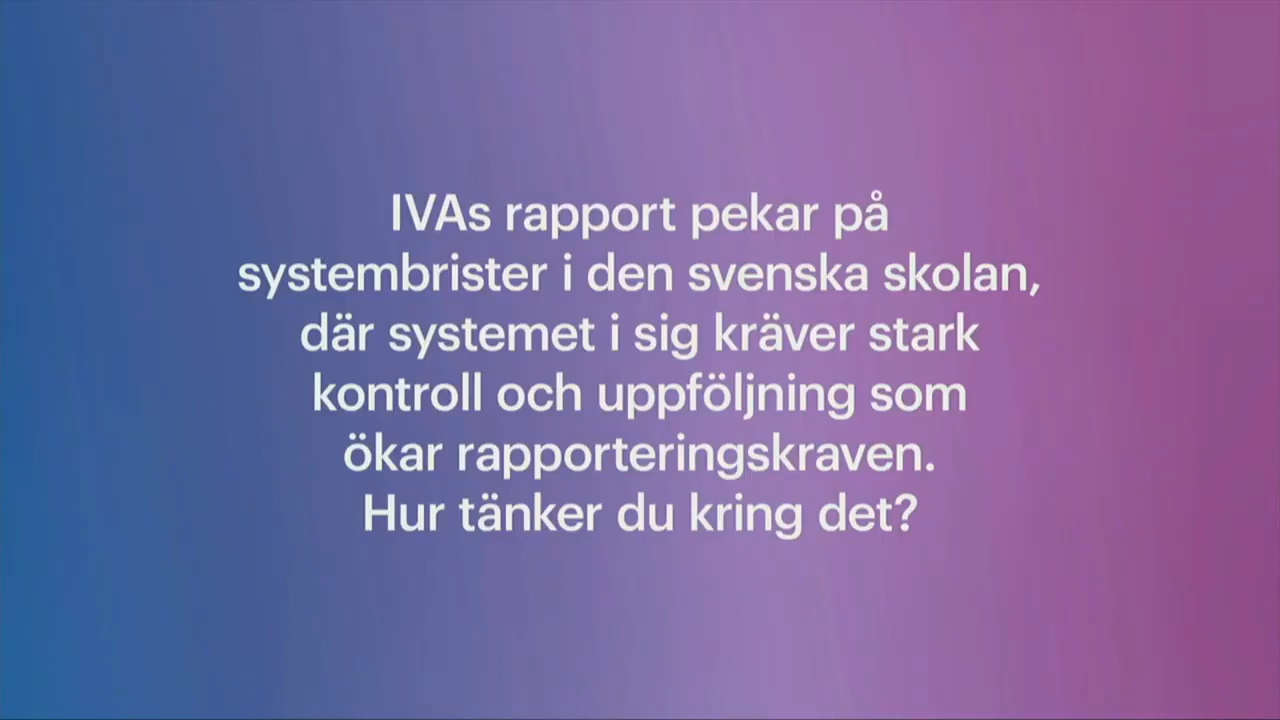 IVAs rapport pekar på
systembrister i den svenska skolan,
där systemet i sig kräver stark
kontroll och uppföljning som
ökar rapporteringskraven.
Hur tänker du kring det?